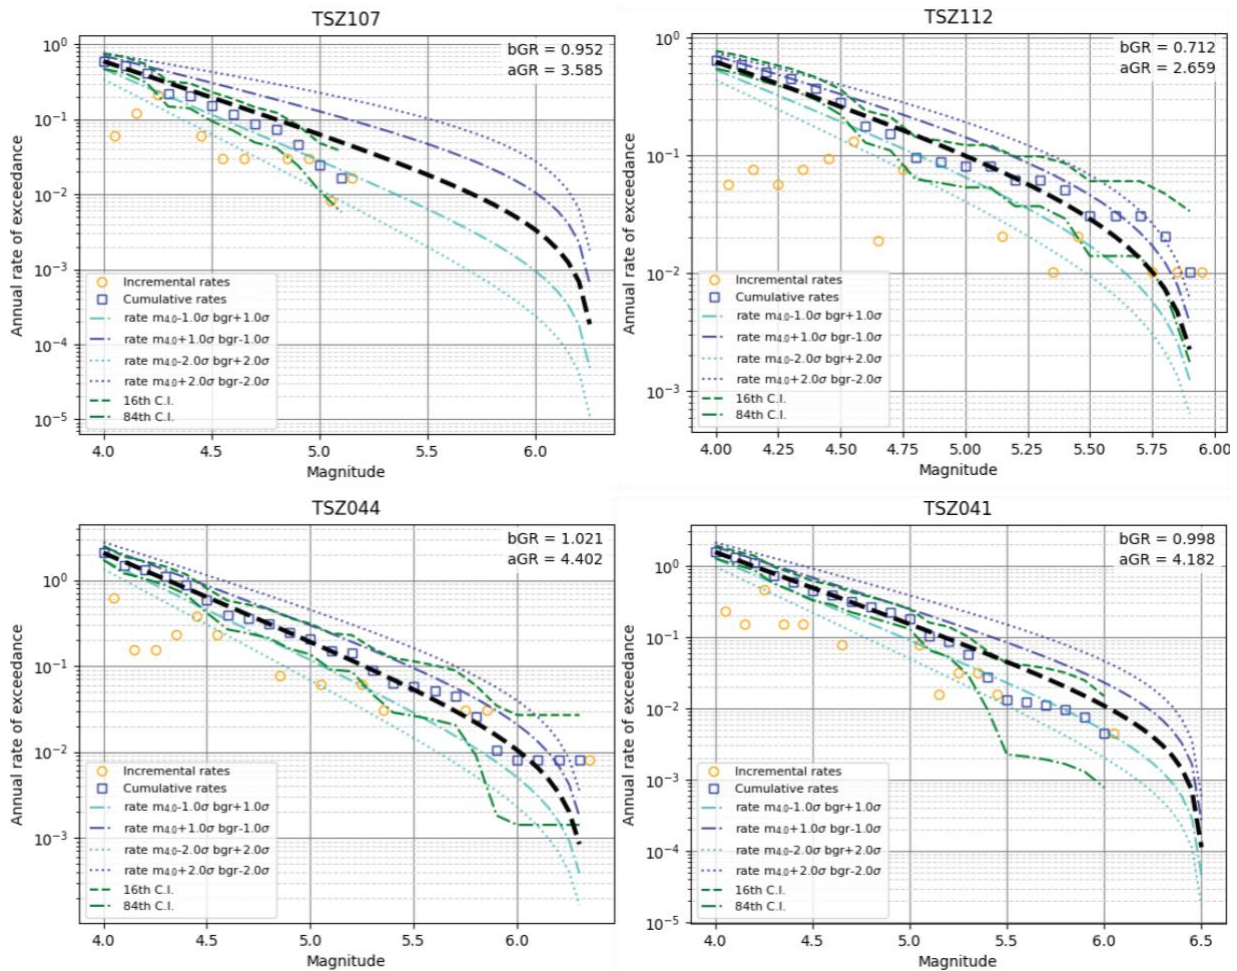 TSZ107
bGR = 0.952
aGR = 3.585
10⁰
10⁻¹
10⁻²
10⁻³
10⁻⁴
10⁻⁵
Annual rate of exceedance
Incremental rates
Cumulative rates
rate m₄.₀-1.0σ bgr+1.0σ
rate m₄.₀+1.0σ bgr-1.0σ
rate m₄.₀-2.0σ bgr+2.0σ
rate m₄.₀+2.0σ bgr-2.0σ
16th C.I.
84th C.I.
4.0 4.5 5.0 5.5 6.0
Magnitude
TSZ112
bGR = 0.712
aGR = 2.659
10⁰
10⁻¹
10⁻²
10⁻³
Annual rate of exceedance
Incremental rates
Cumulative rates
rate m₄.₀-1.0σ bgr+1.0σ
rate m₄.₀+1.0σ bgr-1.0σ
rate m₄.₀-2.0σ bgr+2.0σ
rate m₄.₀+2.0σ bgr-2.0σ
16th C.I.
84th C.I.
4.00 4.25 4.50 4.75 5.00 5.25 5.50 5.75 6.00
Magnitude
TSZ044
bGR = 1.021
aGR = 4.402
10⁰
10⁻¹
10⁻²
10⁻³
Annual rate of exceedance
Incremental rates
Cumulative rates
rate m₄.₀-1.0σ bgr+1.0σ
rate m₄.₀+1.0σ bgr-1.0σ
rate m₄.₀-2.0σ bgr+2.0σ
rate m₄.₀+2.0σ bgr-2.0σ
16th C.I.
84th C.I.
4.0 4.5 5.0 5.5 6.0
Magnitude
TSZ041
bGR = 0.998
aGR = 4.182
10⁰
10⁻¹
10⁻²
10⁻³
10⁻⁴
10⁻⁵
Annual rate of exceedance
Incremental rates
Cumulative rates
rate m₄.₀-1.0σ bgr+1.0σ
rate m₄.₀+1.0σ bgr-1.0σ
rate m₄.₀-2.0σ bgr+2.0σ
rate m₄.₀+2.0σ bgr-2.0σ
16th C.I.
84th C.I.
4.0 4.5 5.0 5.5 6.0 6.5
Magnitude